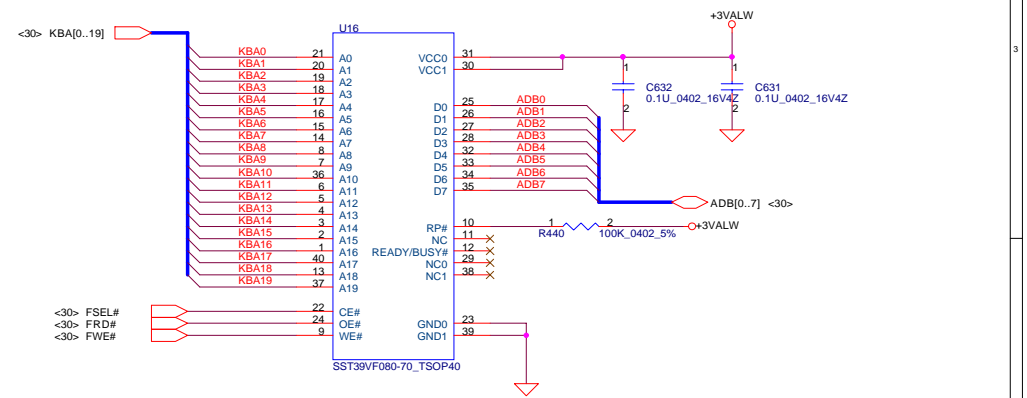 +3VALW
<30> KBA[0..19]
U16
3
KBA0 21 A0 VCC0 31
KBA1 20 A1 VCC1 30
KBA2 19 A2
KBA3 18 A3
KBA4 17 A4 D0 25 ADB0
KBA5 16 A5 D1 26 ADB1
KBA6 15 A6 D2 27 ADB2
KBA7 14 A7 D3 28 ADB3
KBA8 8 A8 D4 32 ADB4
KBA9 7 A9 D5 33 ADB5
KBA10 36 A10 D6 34 ADB6
KBA11 6 A11 D7 35 ADB7
KBA12 5 A12
KBA13 4 A13
KBA14 3 A14 RP# 10
KBA15 2 A15 NC 11
KBA16 1 A16 READY/BUSY# 12
KBA17 40 A17 NC0 29
KBA18 13 A18 NC1 38
KBA19 37 A19
<30> FSEL# 22 CE#
<30> FRD# 24 OE# GND0 23
<30> FWE# 9 WE# GND1 39
SST39VF080-70_TSOP40
1
C632
0.1U_0402_16V4Z
2
1
C631
0.1U_0402_16V4Z
2
ADB[0..7] <30>
1 2 +3VALW
R440 100K_0402_5%